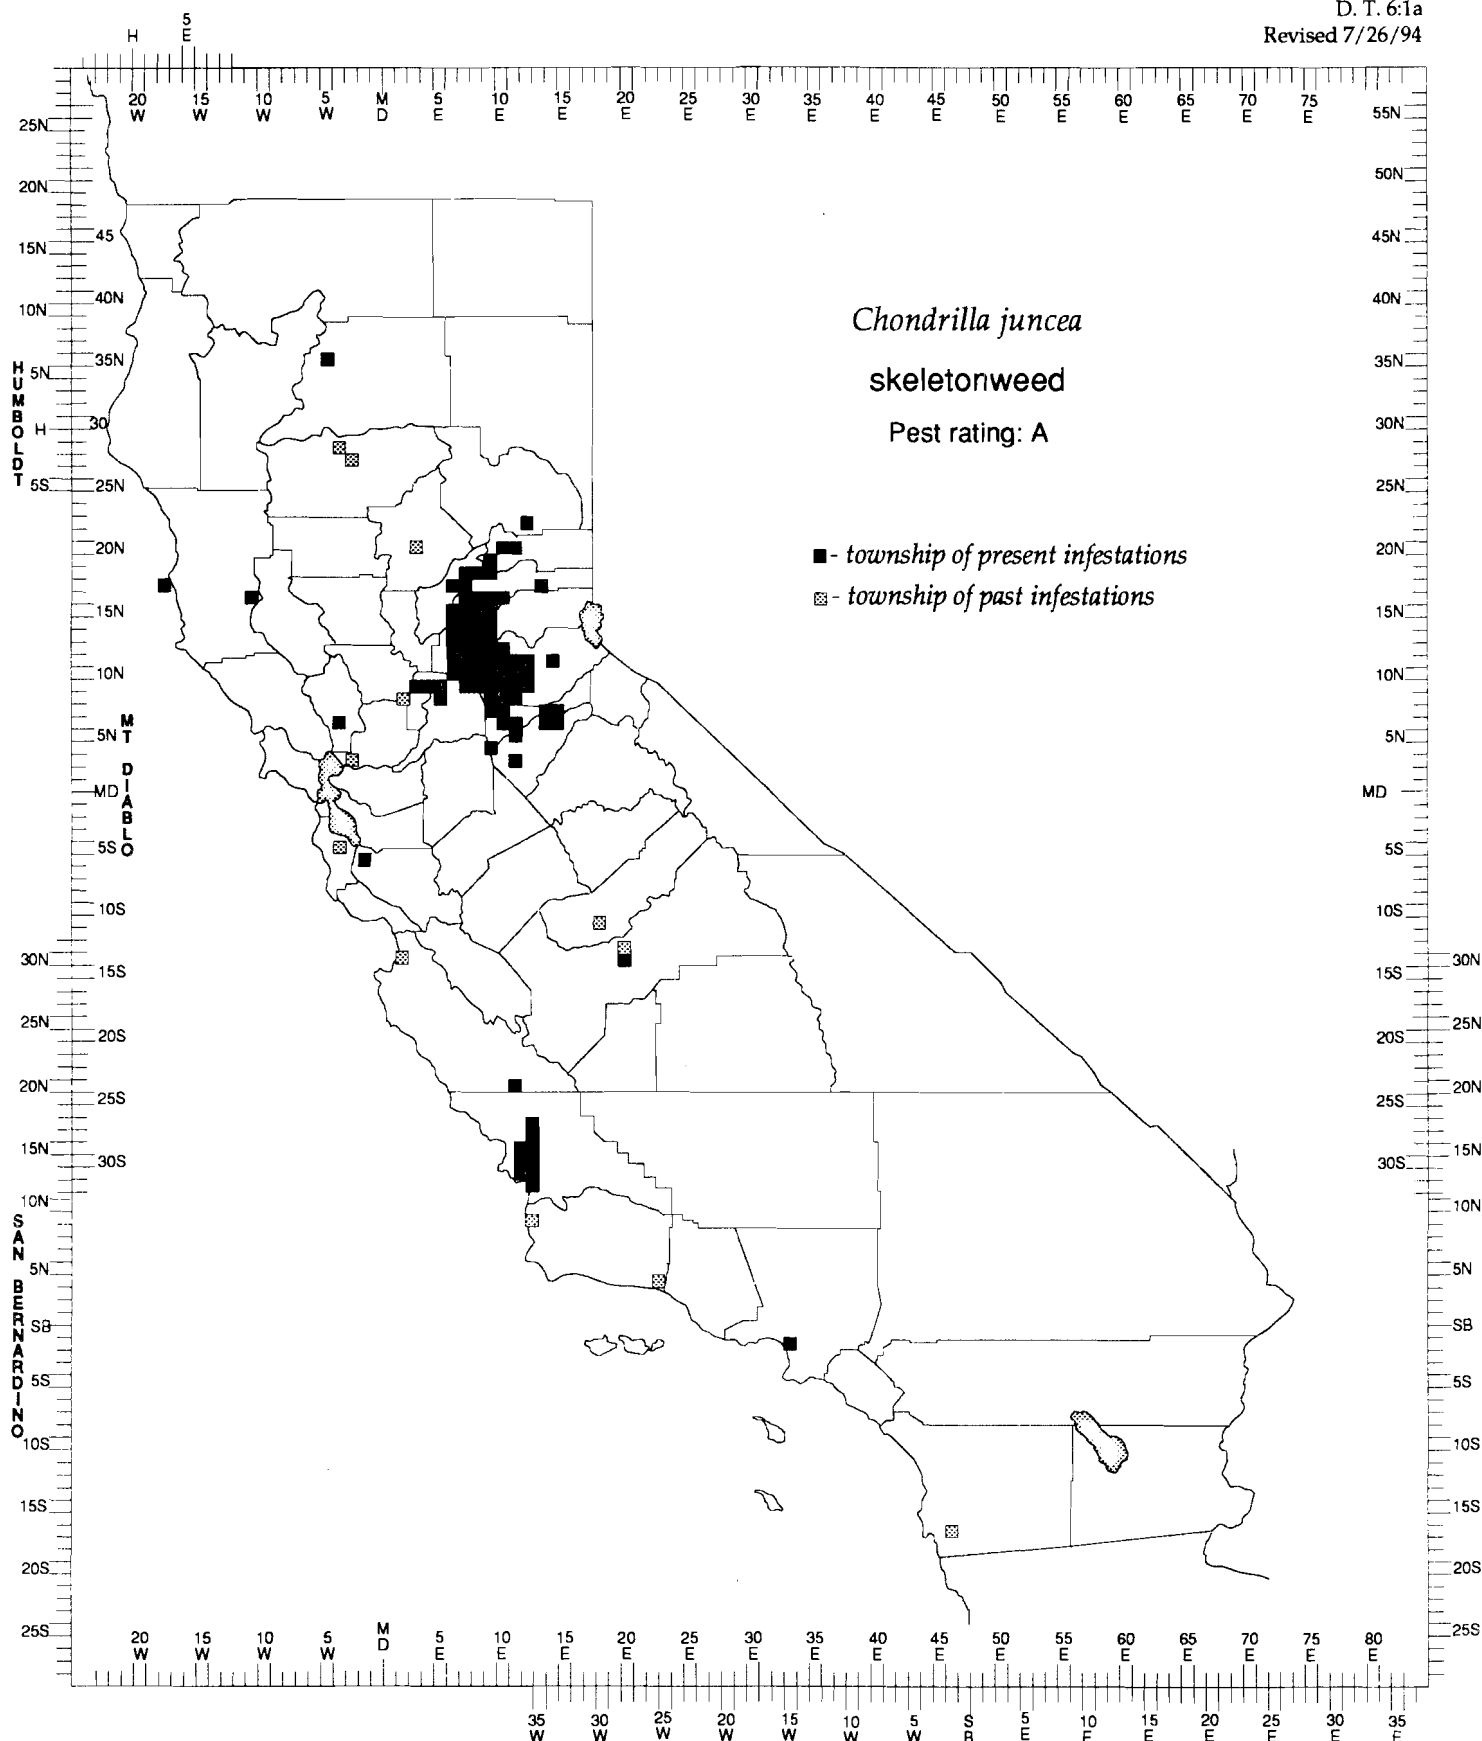 D. T. 6:1a
Revised 7/26/94
5
H E
20 15 10 5 M 5 10 15 20 25 30 35 40 45 50 55 60 65 70 75
W W W W D E E E E E E E E E E E E E E E
25N 55N
20N 50N
45 45N
15N
40N 40N
10N
Chondrilla juncea
35N 35N
5N
skeletonweed
HUMBOLDT
H 30 30N
Pest rating: A
5S 25N 25N
20N 20N
■ - township of present infestations
▩ - township of past infestations
15N 15N
10N 10N
MT DIABLO
5N 5N
MD MD
5S 5S
10S 10S
30N 30N
15S 15S
25N 25N
20S 20S
20N 20N
25S 25S
15N 15N
30S 30S
10N 10N
SAN BERNARDINO
5N 5N
SB SB
5S 5S
10S 10S
15S 15S
20S 20S
25S 25S
20 15 10 5 M 5 10 15 20 25 30 35 40 45 50 55 60 65 70 80
W W W W D E E E E E E E E E E E E E E E
35 30 25 20 15 10 5 S 5 10 15 20 25 30 35
W W W W W W W B E E E E E E E